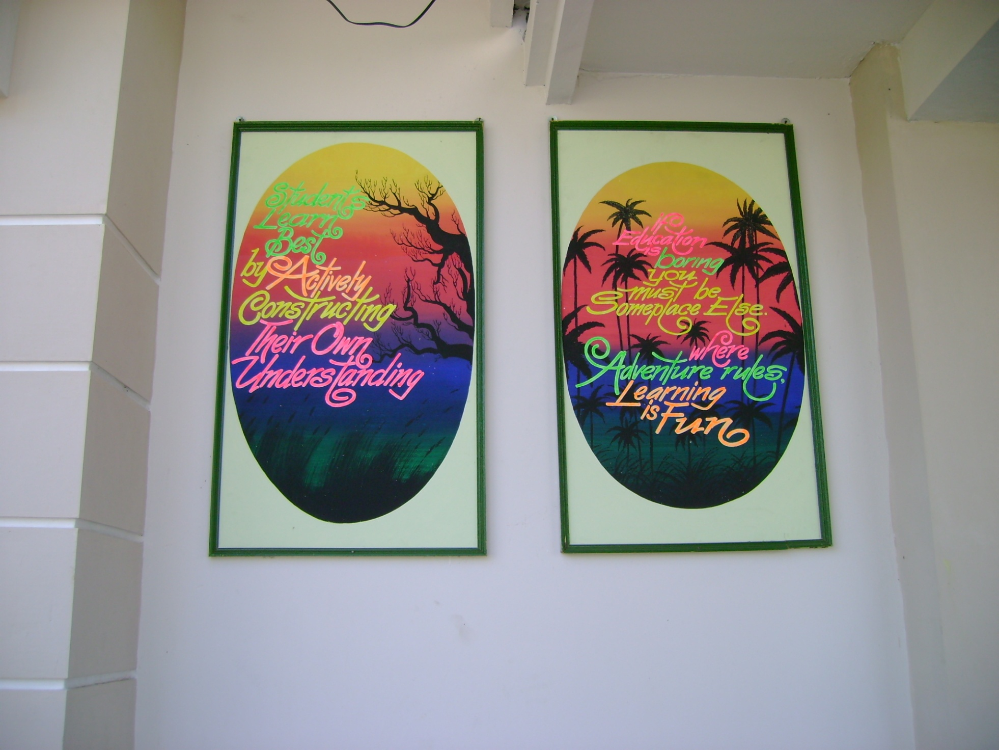 Student's
Learn
Best
by Actively
Constructing
Their Own
Understanding
If
Education
is boring
you
must be
Someplace Else.
where
Adventure rules,
Learning
is Fun